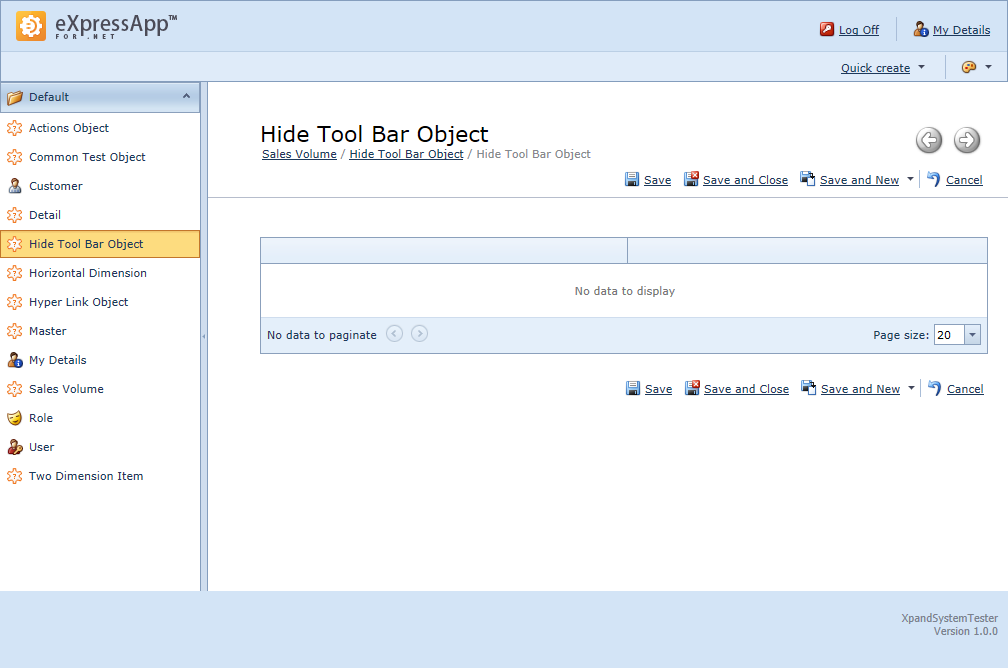 eXpressApp™
FOR .NET
Log Off
My Details
Quick create
Default
Actions Object
Common Test Object
Customer
Detail
Hide Tool Bar Object
Horizontal Dimension
Hyper Link Object
Master
My Details
Sales Volume
Role
User
Two Dimension Item
Hide Tool Bar Object
Sales Volume / Hide Tool Bar Object / Hide Tool Bar Object
Save Save and Close Save and New Cancel
No data to display
No data to paginate Page size: 20
Save Save and Close Save and New Cancel
XpandSystemTester
Version 1.0.0